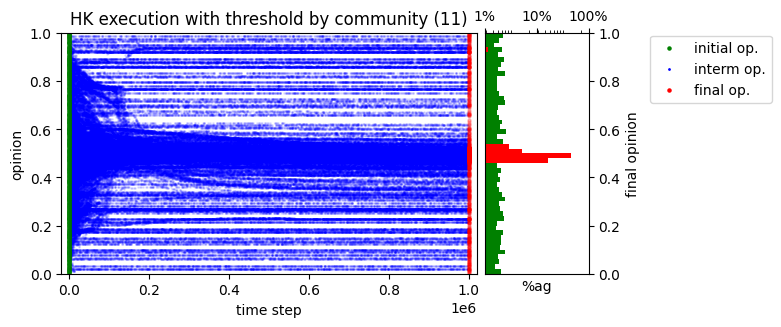 HK execution with threshold by community (11)
1% 10% 100%
initial op.
interm op.
final op.
opinion
1.0
0.8
0.6
0.4
0.2
0.0
1.0
0.8
0.6
0.4
0.2
0.0
final opinion
0.0 0.2 0.4 0.6 0.8 1.0
1e6
time step
%ag